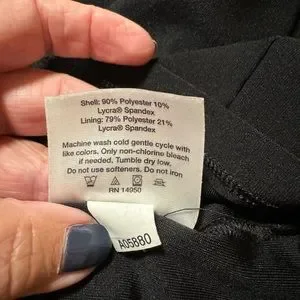 Shell: 90% Polyester 10%
Lycra® Spandex
Lining: 79% Polyester 21%
Lycra® Spandex
Machine wash cold gentle cycle with
like colors. Only non-chlorine bleach
if needed. Tumble dry low.
Do not use softeners. Do not iron
RN 14950
A05880